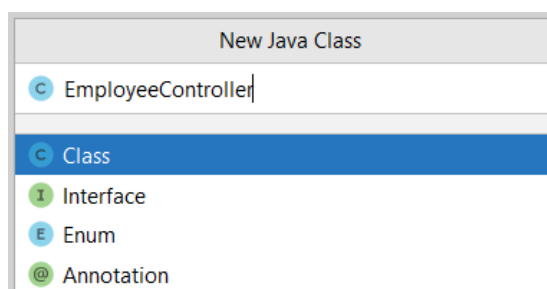 New Java Class
C EmployeeController
C Class
I Interface
E Enum
@ Annotation